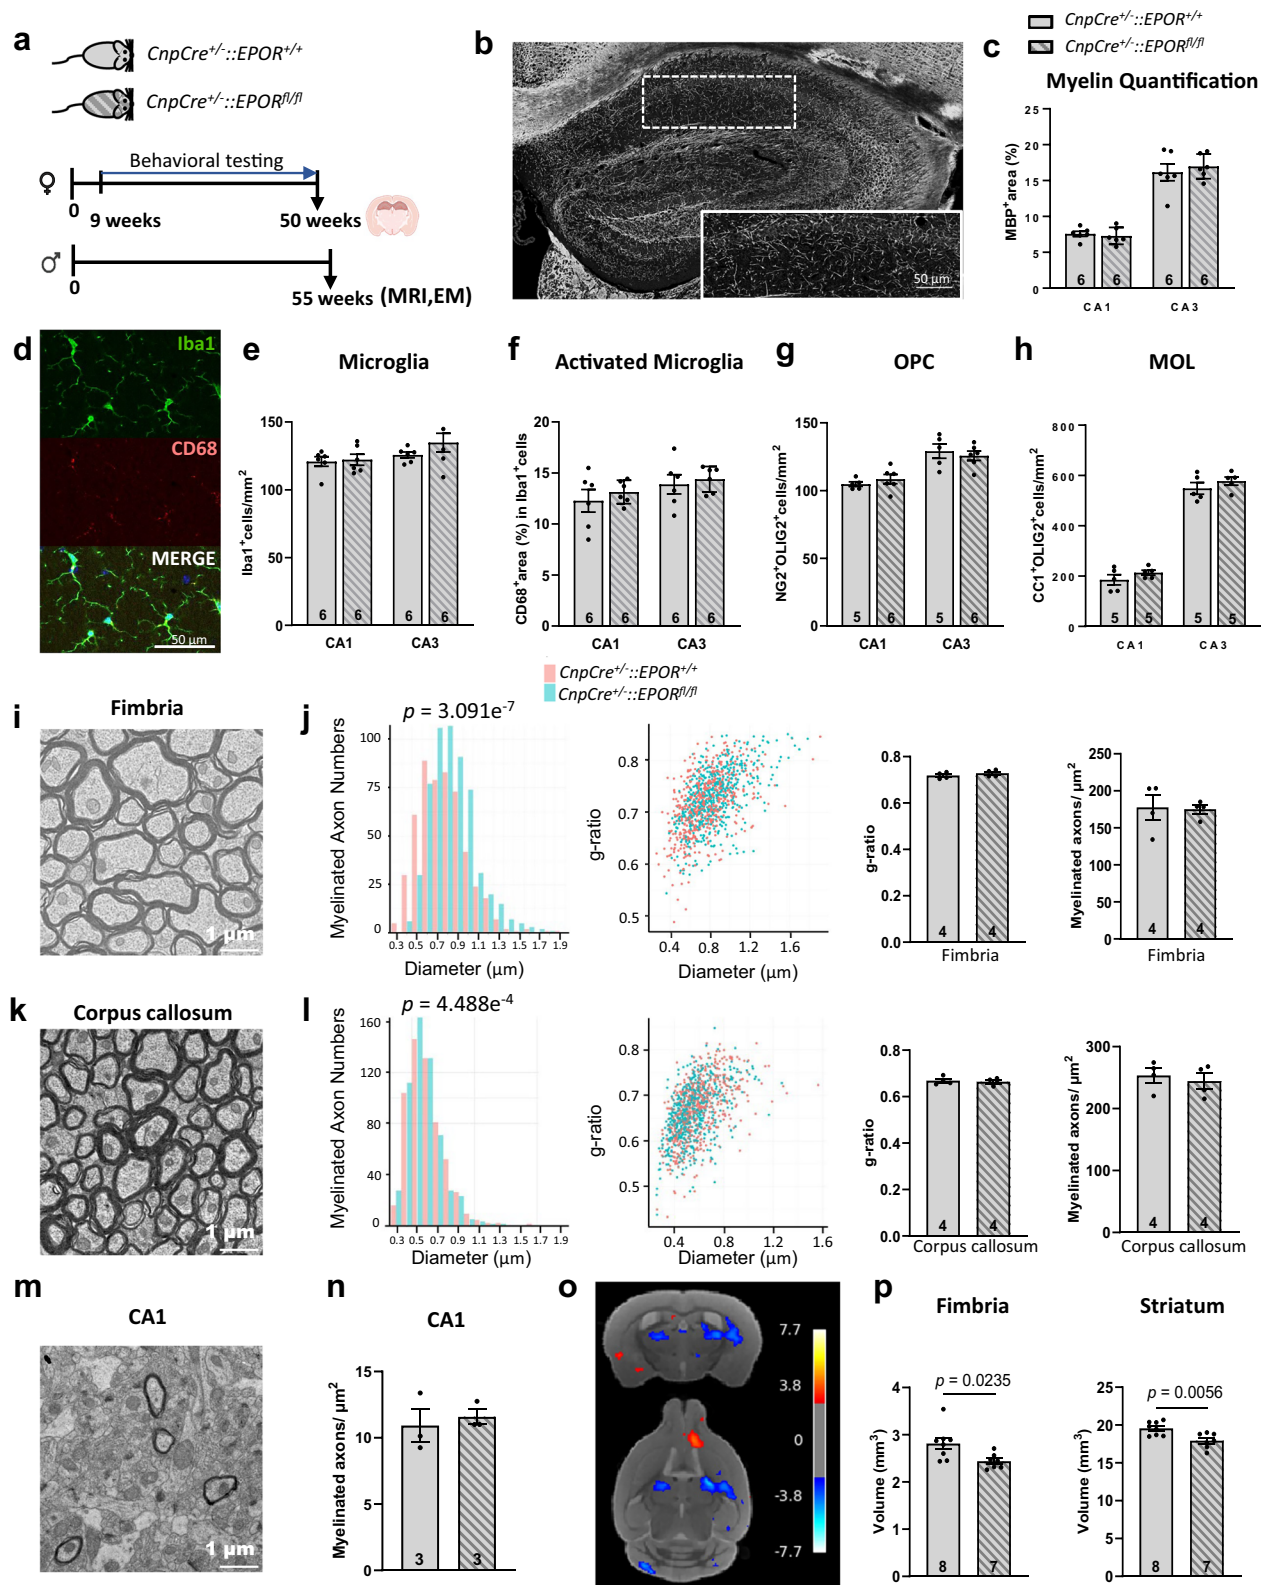 a
CnpCre+/-::EPOR+/+
CnpCre+/-::EPORfl/fl
Behavioral testing
♀
0
9 weeks
50 weeks
♂
0
55 weeks (MRI,EM)
b
50 µm
CnpCre+/-::EPOR+/+
CnpCre+/-::EPORfl/fl
c
Myelin Quantification
MBP+area (%)
25
20
15
10
5
0
6 6 6 6
CA1 CA3
d
Iba1
CD68
MERGE
50 µm
e
Microglia
Iba1+cells/mm²
150
100
50
0
6 6 6 6
CA1 CA3
f
Activated Microglia
CD68+area (%) in Iba1+cells
20
15
10
5
0
6 6 6 6
CA1 CA3
g
OPC
NG2+OLIG2+cells/mm²
150
100
50
0
5 6 5 6
CA1 CA3
h
MOL
CC1+OLIG2+cells/mm²
800
600
400
200
0
5 5 5 5
CA1 CA3
CnpCre+/-::EPOR+/+
CnpCre+/-::EPORfl/fl
i
Fimbria
1 µm
j
p = 3.091e-7
Myelinated Axon Numbers
100
75
50
25
0
0.3 0.5 0.7 0.9 1.1 1.3 1.5 1.7 1.9
Diameter (µm)
g-ratio
0.8
0.7
0.6
0.5
0.4 0.8 1.2 1.6
Diameter (µm)
g-ratio
0.8
0.6
0.4
0.2
0.0
4 4
Fimbria
Myelinated axons/ µm²
250
200
150
100
50
0
4 4
Fimbria
k
Corpus callosum
1 µm
l
p = 4.488e-4
Myelinated Axon Numbers
160
120
80
40
0
0.3 0.5 0.7 0.9 1.1 1.3 1.5 1.7 1.9
Diameter (µm)
g-ratio
0.8
0.7
0.6
0.5
0.4 0.6 0.8 1.0 1.2 1.4 1.6
Diameter (µm)
g-ratio
0.8
0.6
0.4
0.2
0.0
4 4
Corpus callosum
Myelinated axons/ µm²
300
200
100
0
4 4
Corpus callosum
m
CA1
1 µm
n
CA1
Myelinated axons/ µm²
15
10
5
0
3 3
o
7.7
3.8
0
-3.8
-7.7
p
Fimbria
p = 0.0235
Volume (mm³)
4
3
2
1
0
8 7
Striatum
p = 0.0056
Volume (mm³)
25
20
15
10
5
0
8 7